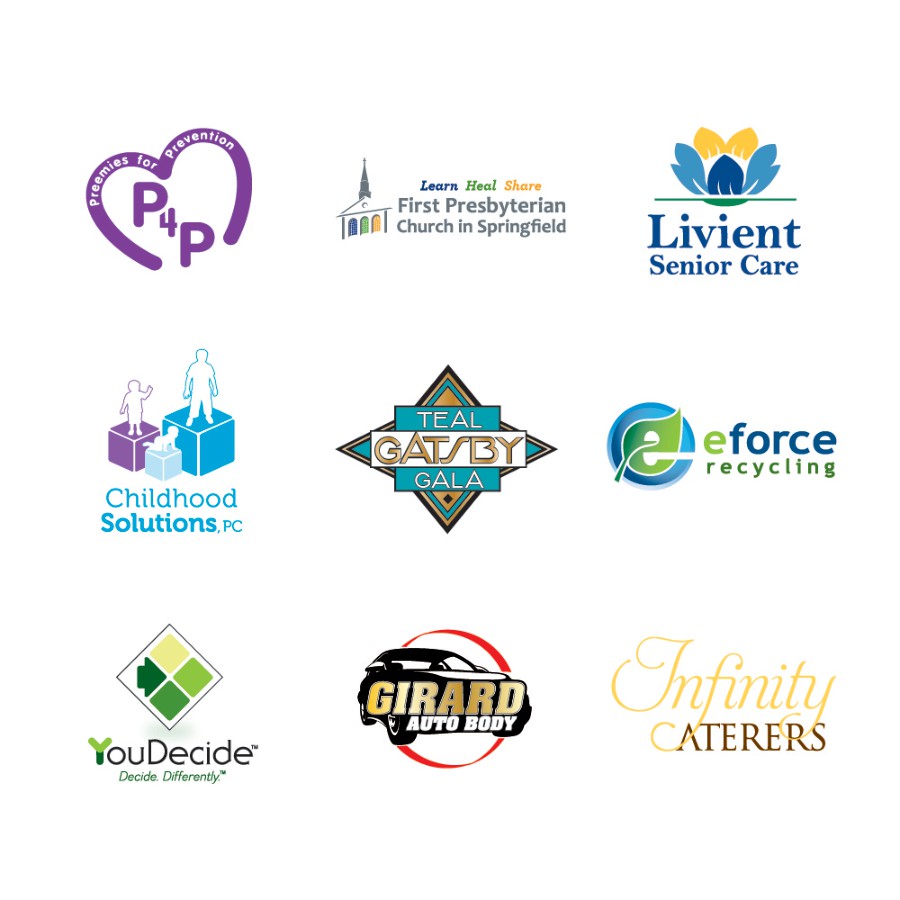 Preemies for Prevention
P4P
Learn Heal Share
First Presbyterian
Church in Springfield
Livient
Senior Care
Childhood
Solutions, PC
TEAL
GATSBY
GALA
e
eforce
recycling
YouDecide™
Decide. Differently.™
GIRARD
AUTO BODY
Infinity
CATERERS